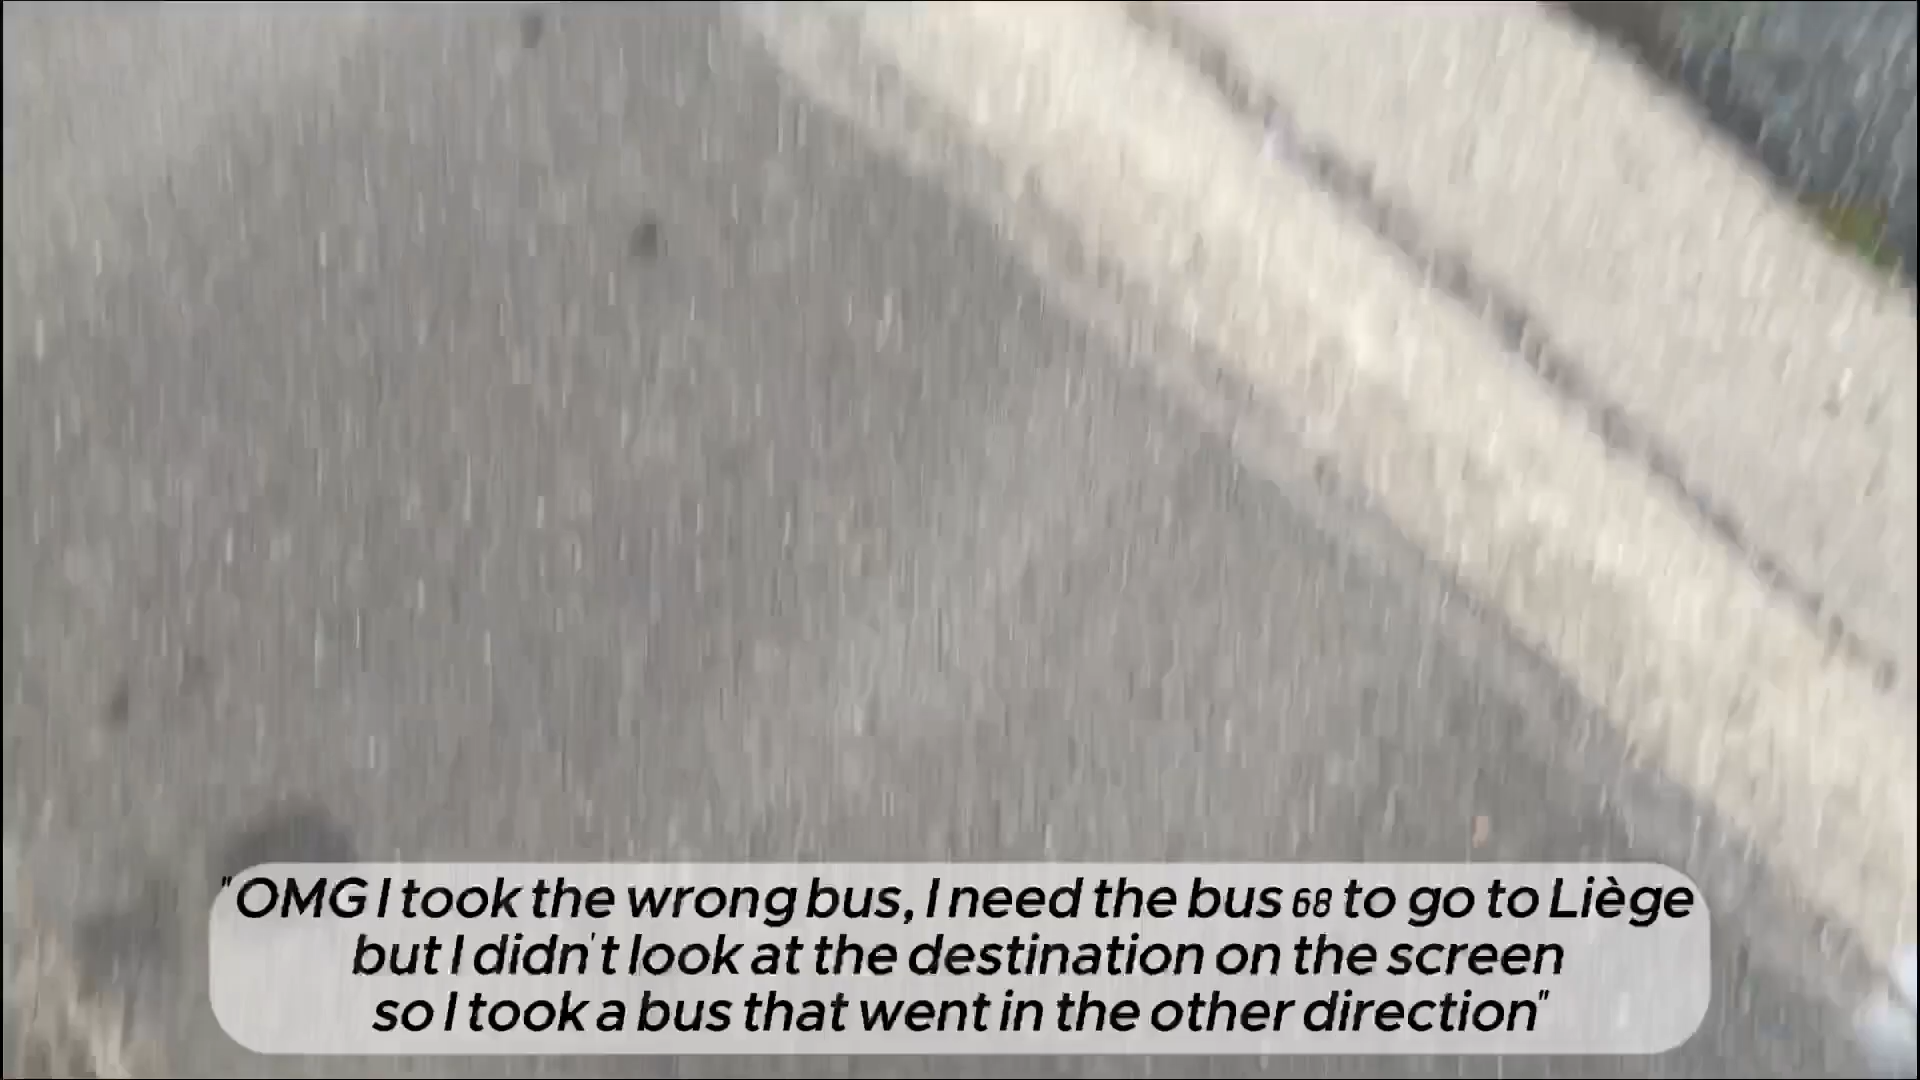 "OMG I took the wrong bus, I need the bus 68 to go to Liège
but I didn't look at the destination on the screen
so I took a bus that went in the other direction"